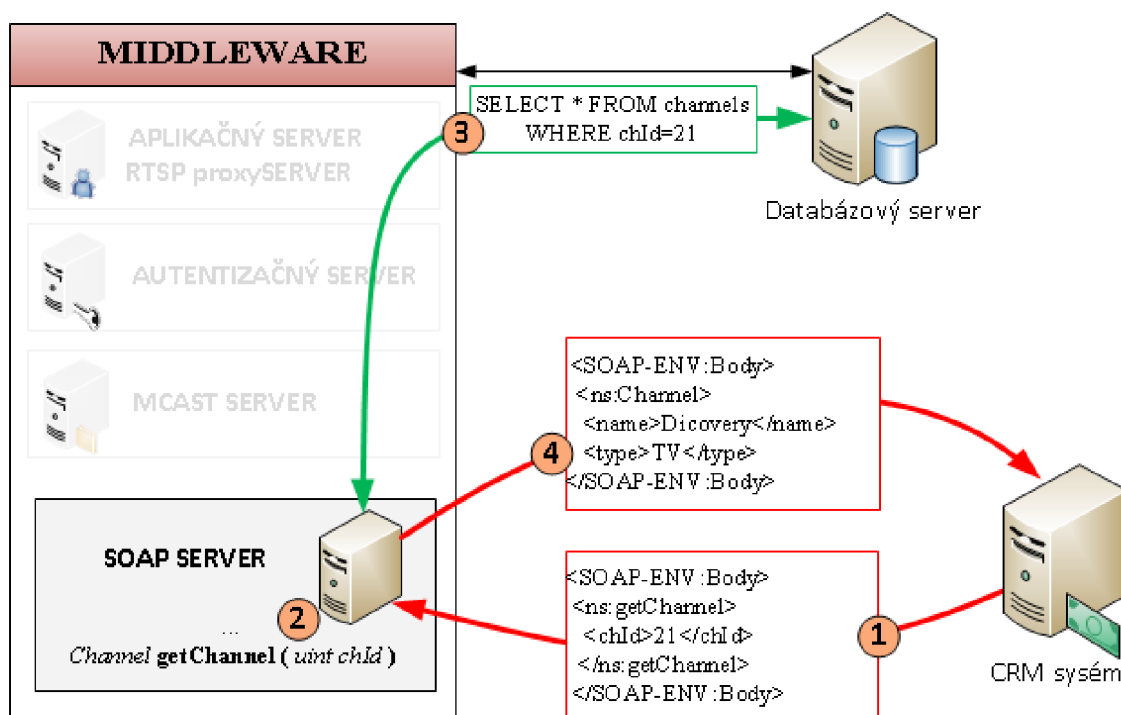 MIDDLEWARE
APLIKAČNÝ SERVER
RTSP proxySERVER
AUTENTIZAČNÝ SERVER
MCAST SERVER
SOAP SERVER
2
...
Channel getChannel ( uint chId )
3
SELECT * FROM channels
WHERE chId=21
Databázový server
4
<SOAP-ENV:Body>
<ns:Channel>
<name>Dicovery</name>
<type>TV</type>
</SOAP-ENV:Body>
<SOAP-ENV:Body>
<ns:getChannel>
<chId>21</chId>
</ns:getChannel>
</SOAP-ENV:Body>
1
CRM sysém